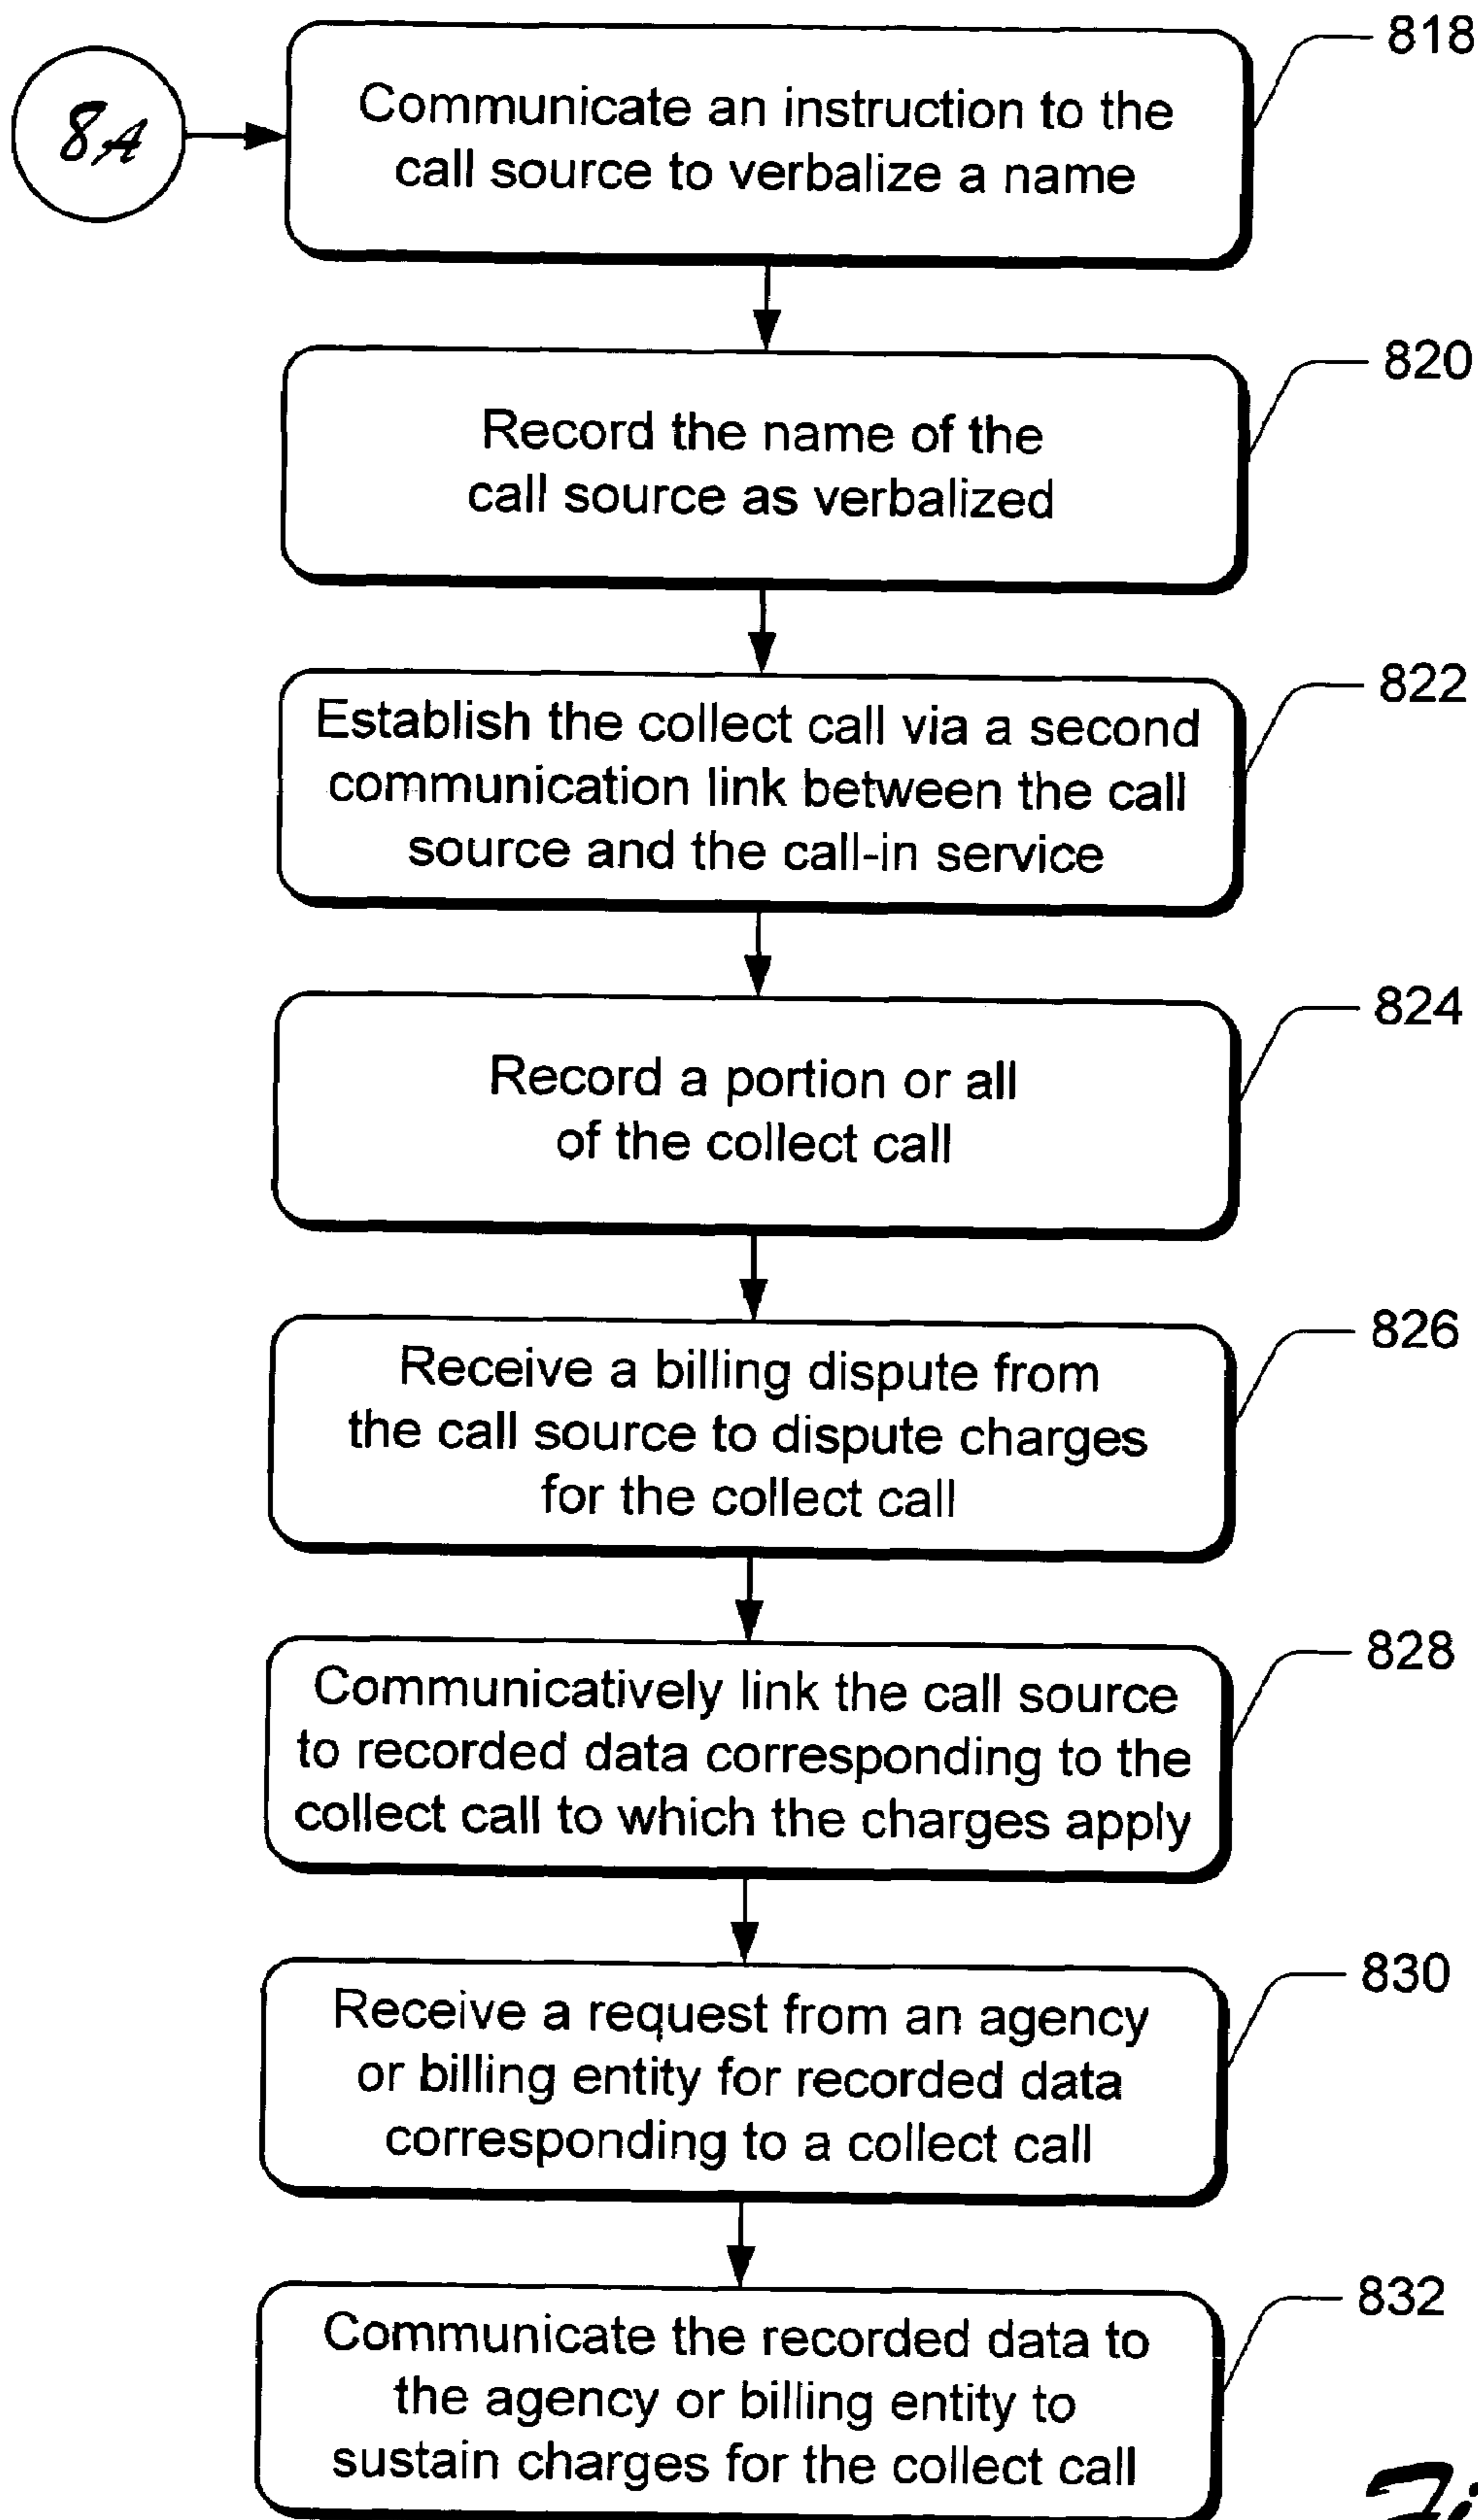 818
8A
Communicate an instruction to the
call source to verbalize a name
820
Record the name of the
call source as verbalized
822
Establish the collect call via a second
communication link between the call
source and the call-in service
824
Record a portion or all
of the collect call
826
Receive a billing dispute from
the call source to dispute charges
for the collect call
828
Communicatively link the call source
to recorded data corresponding to the
collect call to which the charges apply
830
Receive a request from an agency
or billing entity for recorded data
corresponding to a collect call
832
Communicate the recorded data to
the agency or billing entity to
sustain charges for the collect call